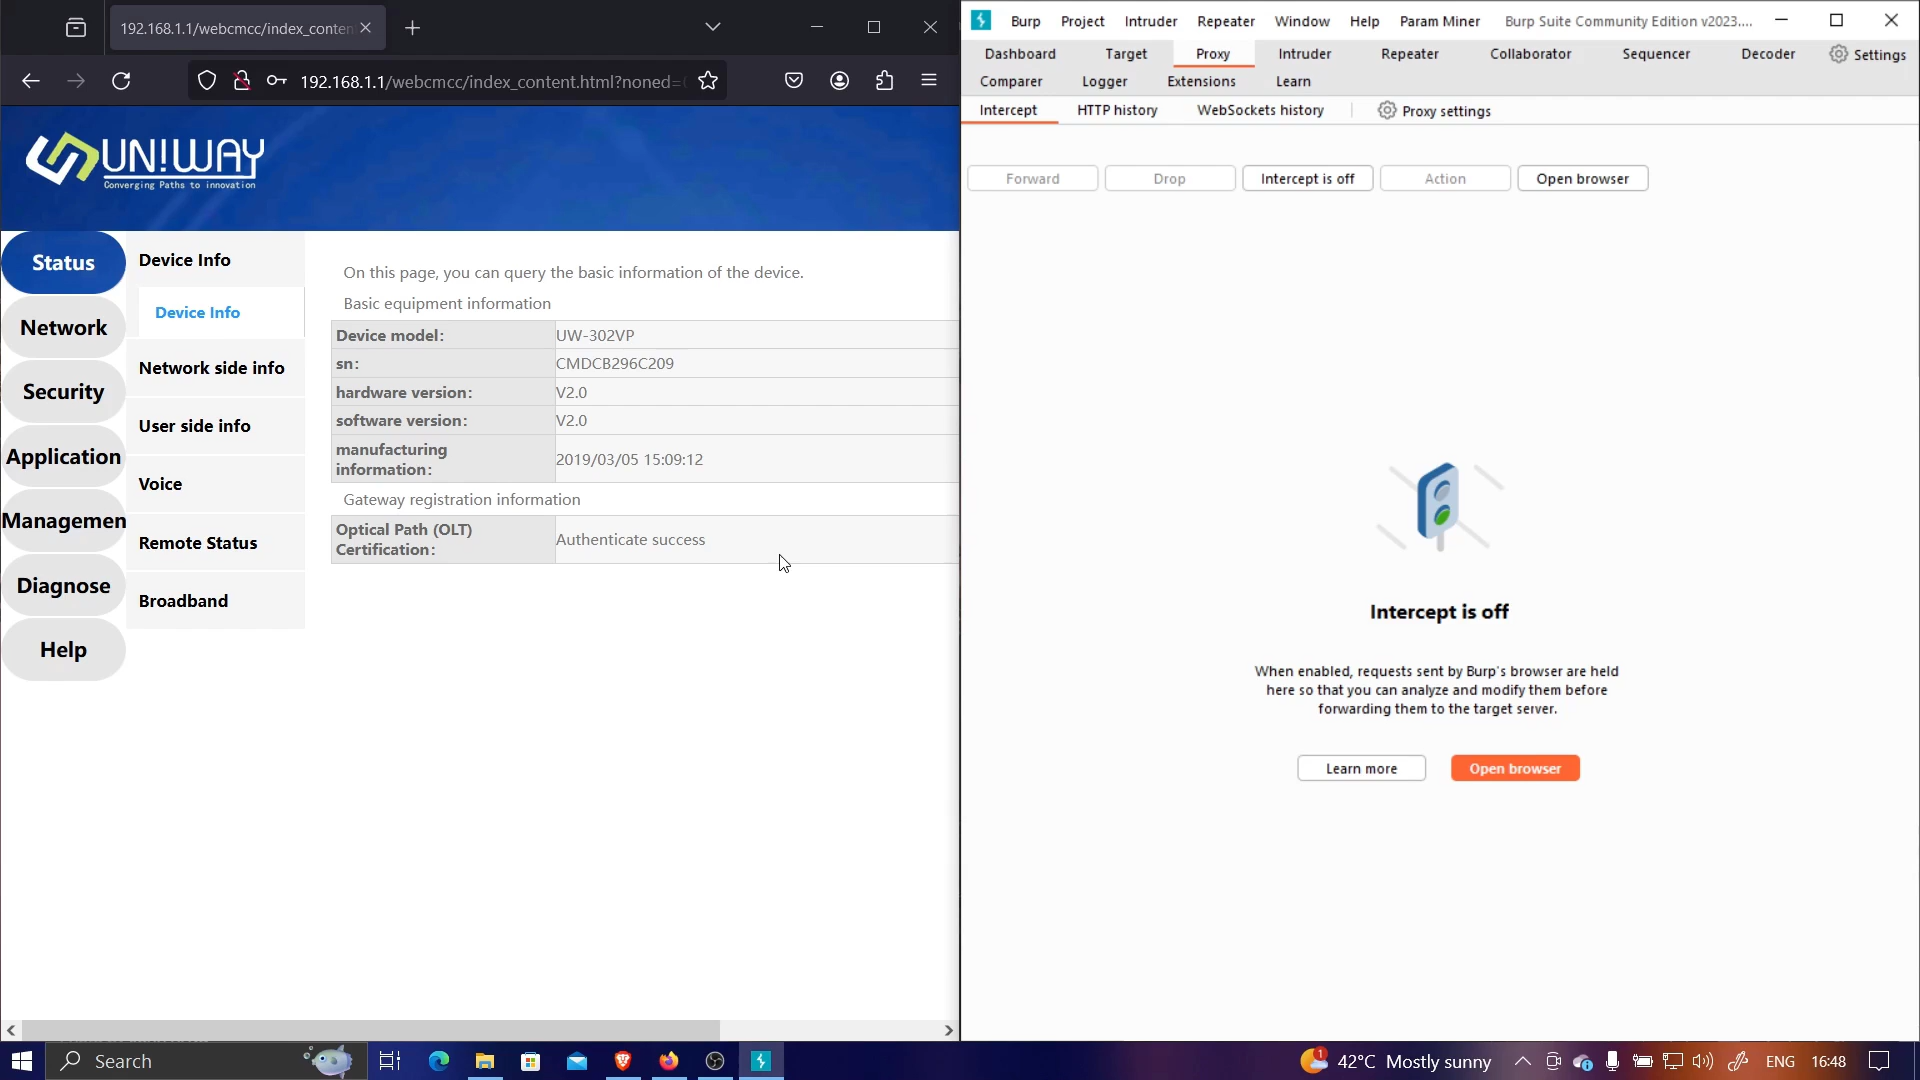 192.168.1.1/webcmcc/index_conten
192.168.1.1/webcmcc/index_content.html?noned=
UN!WAY
Converging Paths to innovation
Status
Network
Security
Application
Managemen
Diagnose
Help
Device Info
Device Info
Network side info
User side info
Voice
Remote Status
Broadband
On this page, you can query the basic information of the device.
Basic equipment information
Device model: UW-302VP
sn: CMDCB296C209
hardware version: V2.0
software version: V2.0
manufacturing
information: 2019/03/05 15:09:12
Gateway registration information
Optical Path (OLT)
Certification: Authenticate success
Burp Project Intruder Repeater Window Help Param Miner Burp Suite Community Edition v2023....
Dashboard Target Proxy Intruder Repeater Collaborator Sequencer Decoder Settings
Comparer Logger Extensions Learn
Intercept HTTP history WebSockets history Proxy settings
Forward Drop Intercept is off Action Open browser
Intercept is off
When enabled, requests sent by Burp's browser are held
here so that you can analyze and modify them before
forwarding them to the target server.
Learn more Open browser
Search
1
42°C Mostly sunny
ENG 16:48